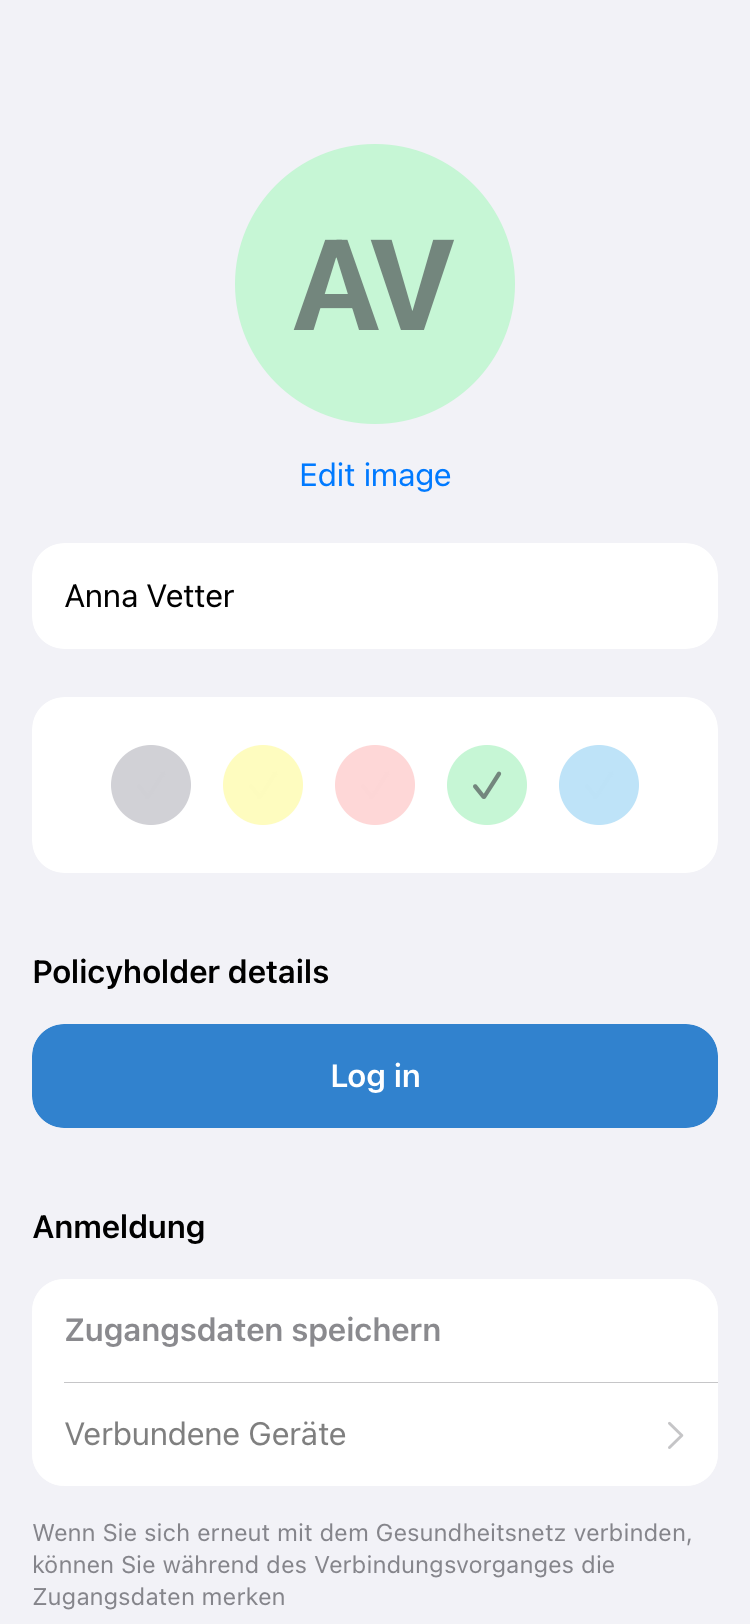 AV
Edit image
Anna Vetter
Policyholder details
Log in
Anmeldung
Zugangsdaten speichern
Verbundene Geräte
Wenn Sie sich erneut mit dem Gesundheitsnetz verbinden,
können Sie während des Verbindungsvorganges die
Zugangsdaten merken